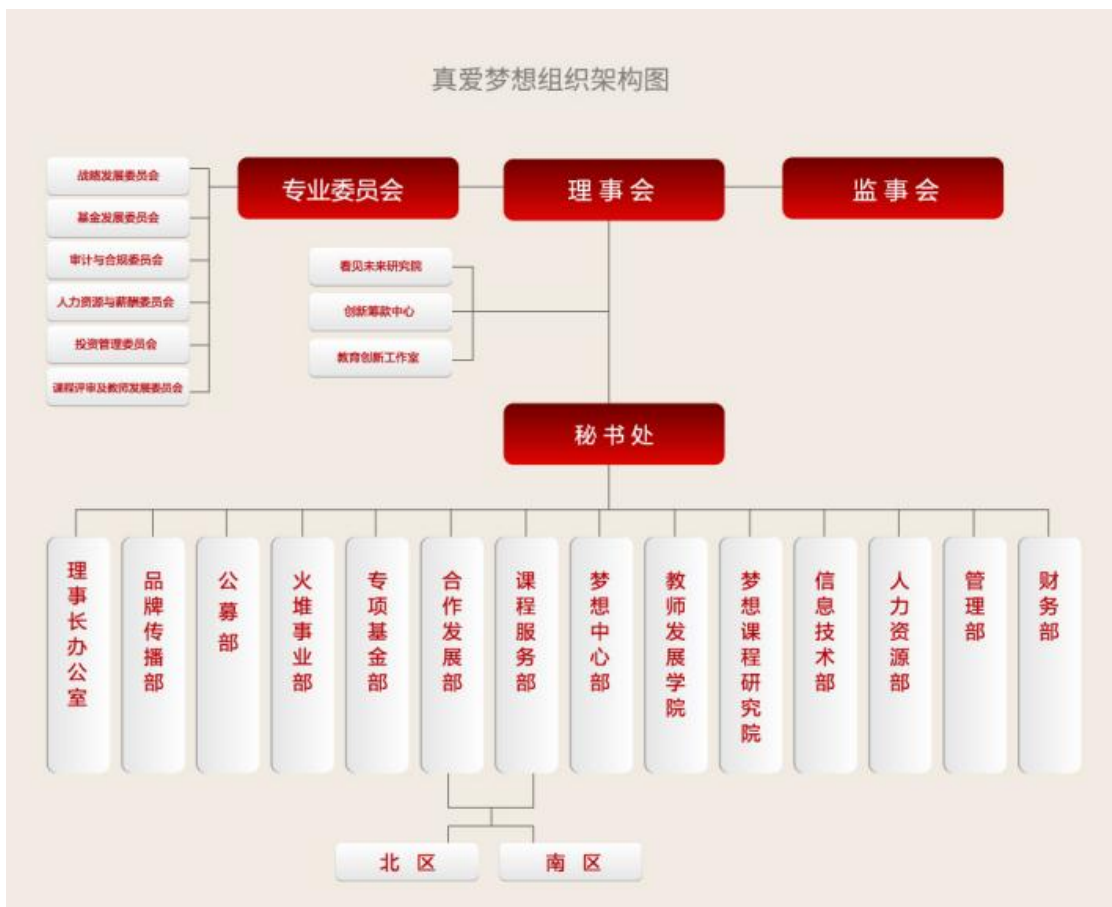 真爱梦想组织架构图
专业委员会
理事会
监事会
战略发展委员会
基金发展委员会
审计与合规委员会
人力资源与薪酬委员会
投资管理委员会
课程评审及教师发展委员会
看见未来研究院
创新筹款中心
教育创新工作室
秘书处
理事长办公室
品牌传播部
公募部
火堆事业部
专项基金部
合作发展部
课程服务部
梦想中心部
教师发展学院
梦想课程研究院
信息技术部
人力资源部
管理部
财务部
北区
南区